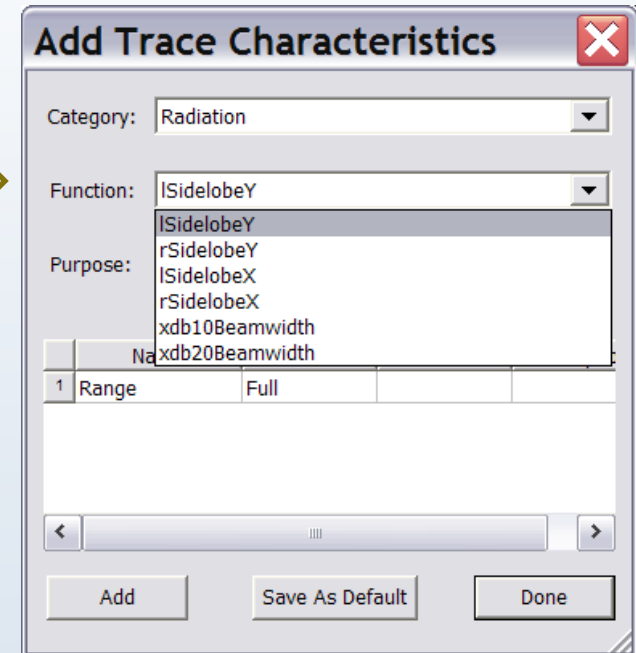 Add Trace Characteristics
Category: Radiation
Function: lSidelobeY
lSidelobeY
rSidelobeY
Purpose:
lSidelobeX
rSidelobeX
xdb10Beamwidth
xdb20Beamwidth
Na
1 Range Full
Add Save As Default Done